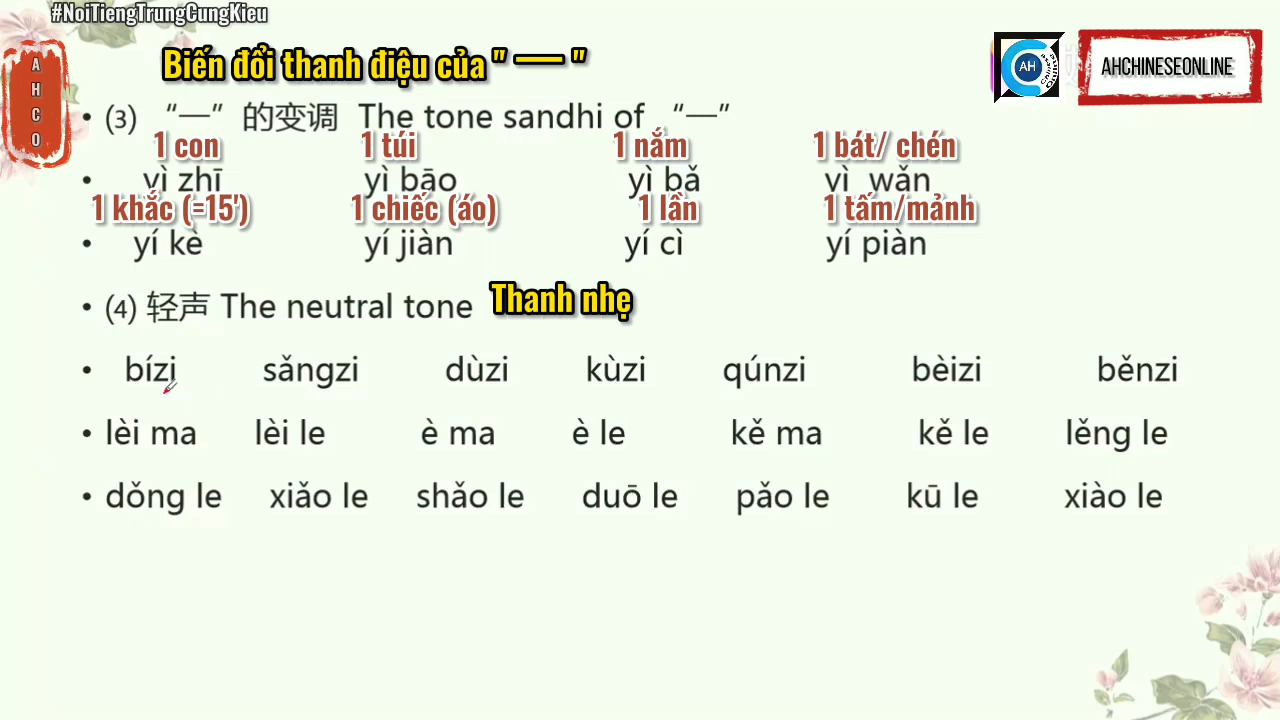 #NoiTiengTrungCungKieu
A
H
C
O
Biến đổi thanh điệu của " 一 "
AH
AHCHINESEONLINE
• (3) “一” 的变调 The tone sandhi of “一”
1 con 1 túi 1 nắm 1 bát/ chén
• yì zhī yì bāo yì bǎ yì wǎn
1 khắc (=15') 1 chiếc (áo) 1 lần 1 tấm/mảnh
• yí kè yí jiàn yí cì yí piàn
• (4) 轻声 The neutral tone Thanh nhẹ
• bízi sǎngzi dùzi kùzi qúnzi bèizi běnzi
• lèi ma lèi le è ma è le kě ma kě le lěng le
• dǒng le xiǎo le shǎo le duō le pǎo le kū le xiào le